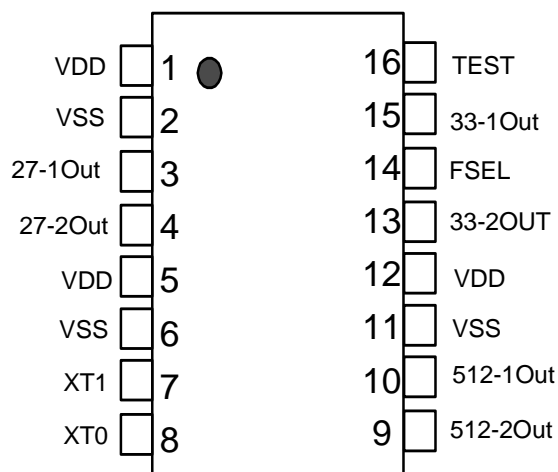 VDD 1 16 TEST
VSS 2 15 33-1Out
27-1Out 3 14 FSEL
27-2Out 4 13 33-2OUT
VDD 5 12 VDD
VSS 6 11 VSS
XT1 7 10 512-1Out
XT0 8 9 512-2Out